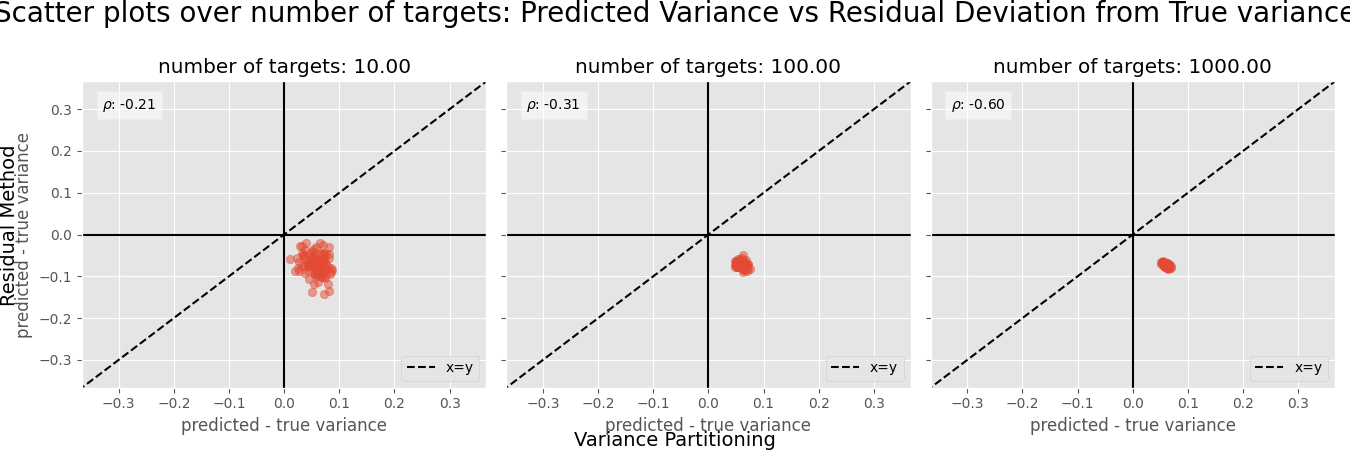 Scatter plots over number of targets: Predicted Variance vs Residual Deviation from True variance
number of targets: 10.00
number of targets: 100.00
number of targets: 1000.00
ρ: -0.21
ρ: -0.31
ρ: -0.60
0.3
0.2
0.1
0.0
−0.1
−0.2
−0.3
Residual Method
predicted - true variance
x=y
x=y
x=y
−0.3 −0.2 −0.1 0.0 0.1 0.2 0.3
−0.3 −0.2 −0.1 0.0 0.1 0.2 0.3
−0.3 −0.2 −0.1 0.0 0.1 0.2 0.3
predicted - true variance
predicted - true variance
predicted - true variance
Variance Partitioning